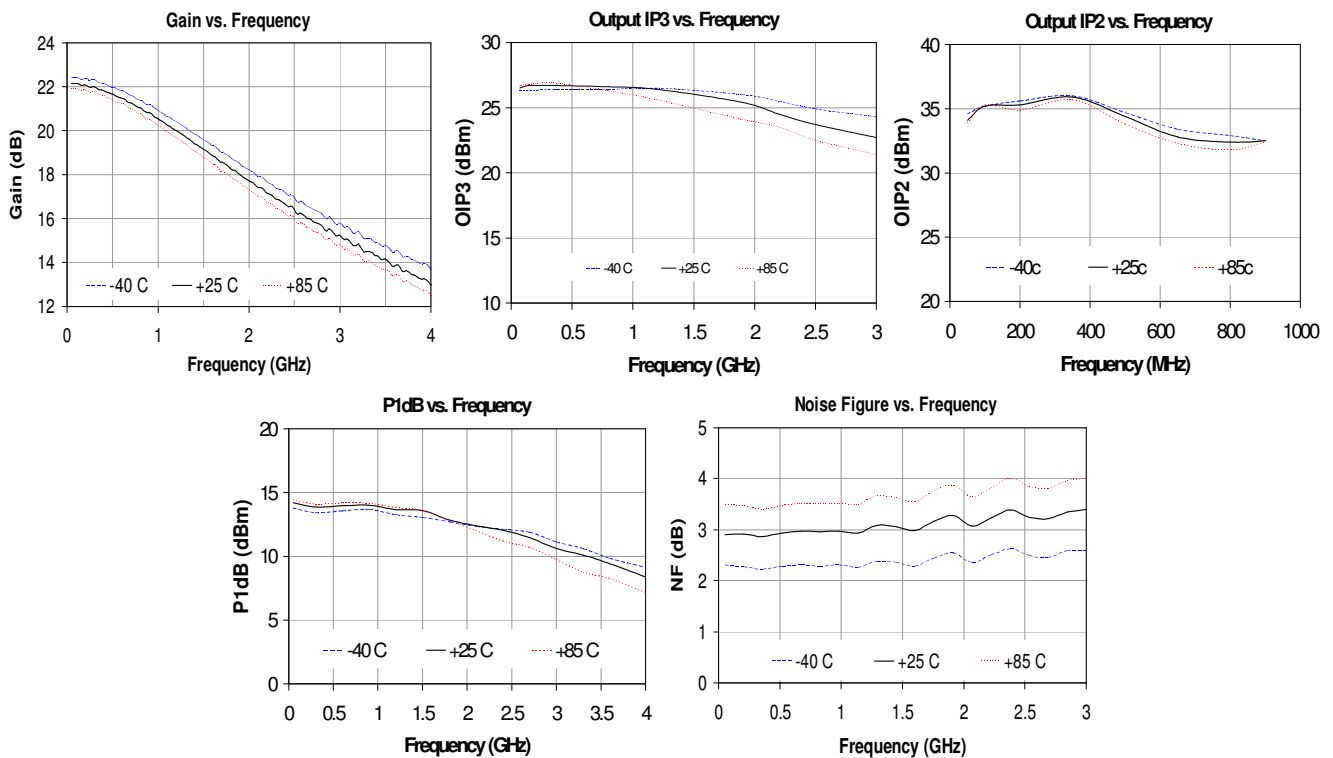 Gain vs. Frequency
24
22
20
18
16
14
12
Gain (dB)
-40 C +25 C +85 C
0 1 2 3 4
Frequency (GHz)
Output IP3 vs. Frequency
30
25
20
15
10
OIP3 (dBm)
-40 C +25 C +85 C
0 0.5 1 1.5 2 2.5 3
Frequency (GHz)
Output IP2 vs. Frequency
40
35
30
25
20
OIP2 (dBm)
-40c +25c +85c
0 200 400 600 800 1000
Frequency (MHz)
P1dB vs. Frequency
20
15
10
5
0
P1dB (dBm)
-40 C +25 C +85 C
0 0.5 1 1.5 2 2.5 3 3.5 4
Frequency (GHz)
Noise Figure vs. Frequency
5
4
3
2
1
0
NF (dB)
-40 C +25 C +85 C
0 0.5 1 1.5 2 2.5 3
Frequency (GHz)